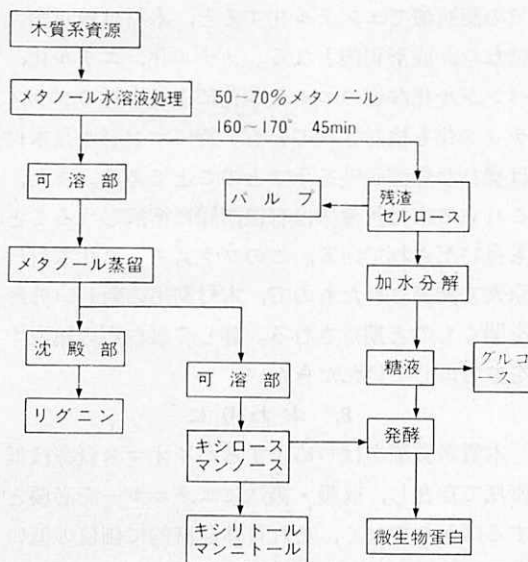 木質系資源
メタノール水溶液処理
50~70%メタノール
160~170° 45min
可溶部
パルプ
残渣
セルロース
メタノール蒸留
加水分解
沈殿部
可溶部
糖液
グルコ
ース
リグニン
キシロース
マンノース
発酵
キシリトール
マンニトール
微生物蛋白